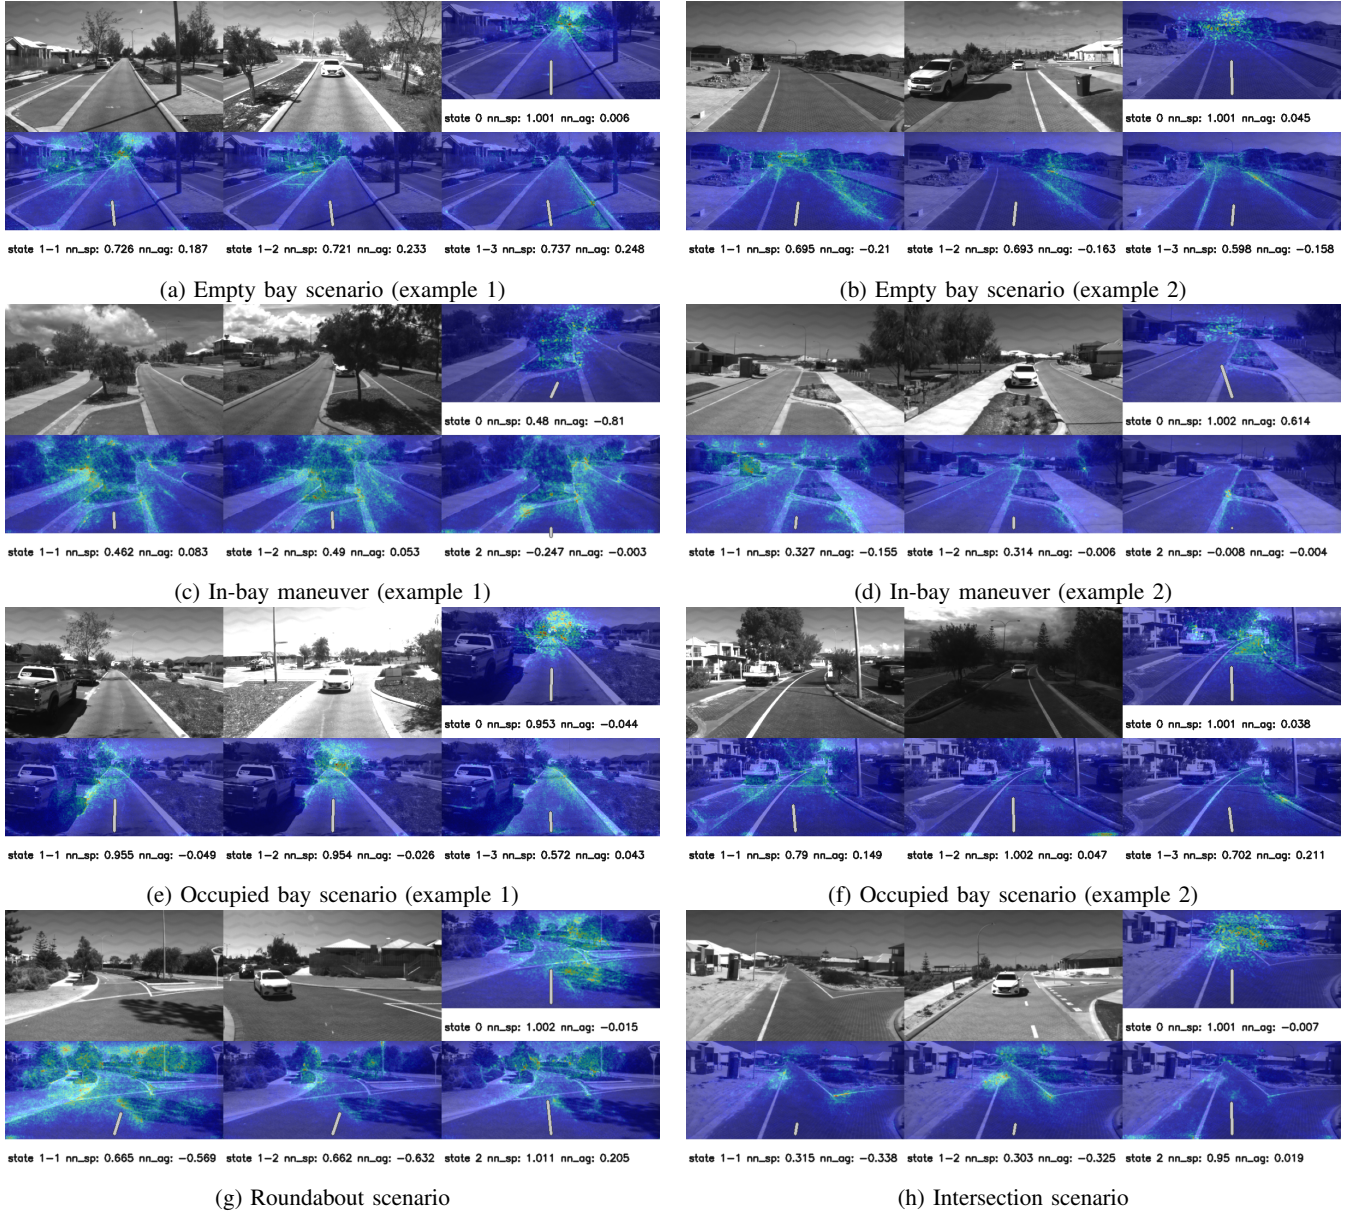 state 0 nn_sp: 1.001 nn_ag: 0.006
state 1-1 nn_sp: 0.726 nn_ag: 0.187 state 1-2 nn_sp: 0.721 nn_ag: 0.233 state 1-3 nn_sp: 0.737 nn_ag: 0.248
(a) Empty bay scenario (example 1)
state 0 nn_sp: 1.001 nn_ag: 0.045
state 1-1 nn_sp: 0.695 nn_ag: -0.21 state 1-2 nn_sp: 0.693 nn_ag: -0.163 state 1-3 nn_sp: 0.598 nn_ag: -0.158
(b) Empty bay scenario (example 2)
state 0 nn_sp: 0.48 nn_ag: -0.81
state 1-1 nn_sp: 0.462 nn_ag: 0.083 state 1-2 nn_sp: 0.49 nn_ag: 0.053 state 2 nn_sp: -0.247 nn_ag: -0.003
(c) In-bay maneuver (example 1)
state 0 nn_sp: 1.002 nn_ag: 0.614
state 1-1 nn_sp: 0.327 nn_ag: -0.155 state 1-2 nn_sp: 0.314 nn_ag: -0.006 state 2 nn_sp: -0.008 nn_ag: -0.004
(d) In-bay maneuver (example 2)
state 0 nn_sp: 0.953 nn_ag: -0.044
state 1-1 nn_sp: 0.955 nn_ag: -0.049 state 1-2 nn_sp: 0.954 nn_ag: -0.026 state 1-3 nn_sp: 0.572 nn_ag: 0.043
(e) Occupied bay scenario (example 1)
state 0 nn_sp: 1.001 nn_ag: 0.038
state 1-1 nn_sp: 0.79 nn_ag: 0.149 state 1-2 nn_sp: 1.002 nn_ag: 0.047 state 1-3 nn_sp: 0.702 nn_ag: 0.211
(f) Occupied bay scenario (example 2)
state 0 nn_sp: 1.002 nn_ag: -0.015
state 1-1 nn_sp: 0.665 nn_ag: -0.569 state 1-2 nn_sp: 0.662 nn_ag: -0.632 state 2 nn_sp: 1.011 nn_ag: 0.205
(g) Roundabout scenario
state 0 nn_sp: 1.001 nn_ag: -0.007
state 1-1 nn_sp: 0.315 nn_ag: -0.338 state 1-2 nn_sp: 0.303 nn_ag: -0.325 state 2 nn_sp: 0.95 nn_ag: 0.019
(h) Intersection scenario